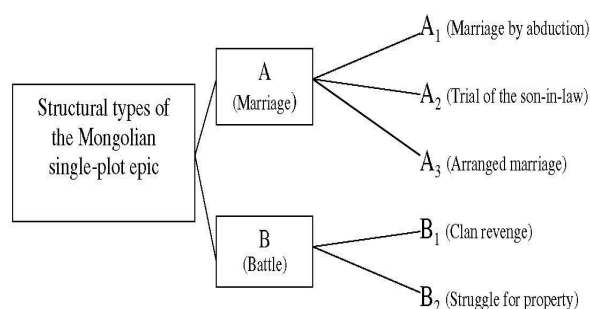 Structural types of
the Mongolian
single-plot epic
A
(Marriage)
B
(Battle)
A1 (Marriage by abduction)
A2 (Trial of the son-in-law)
A3 (Arranged marriage)
B1 (Clan revenge)
B2 (Struggle for property)